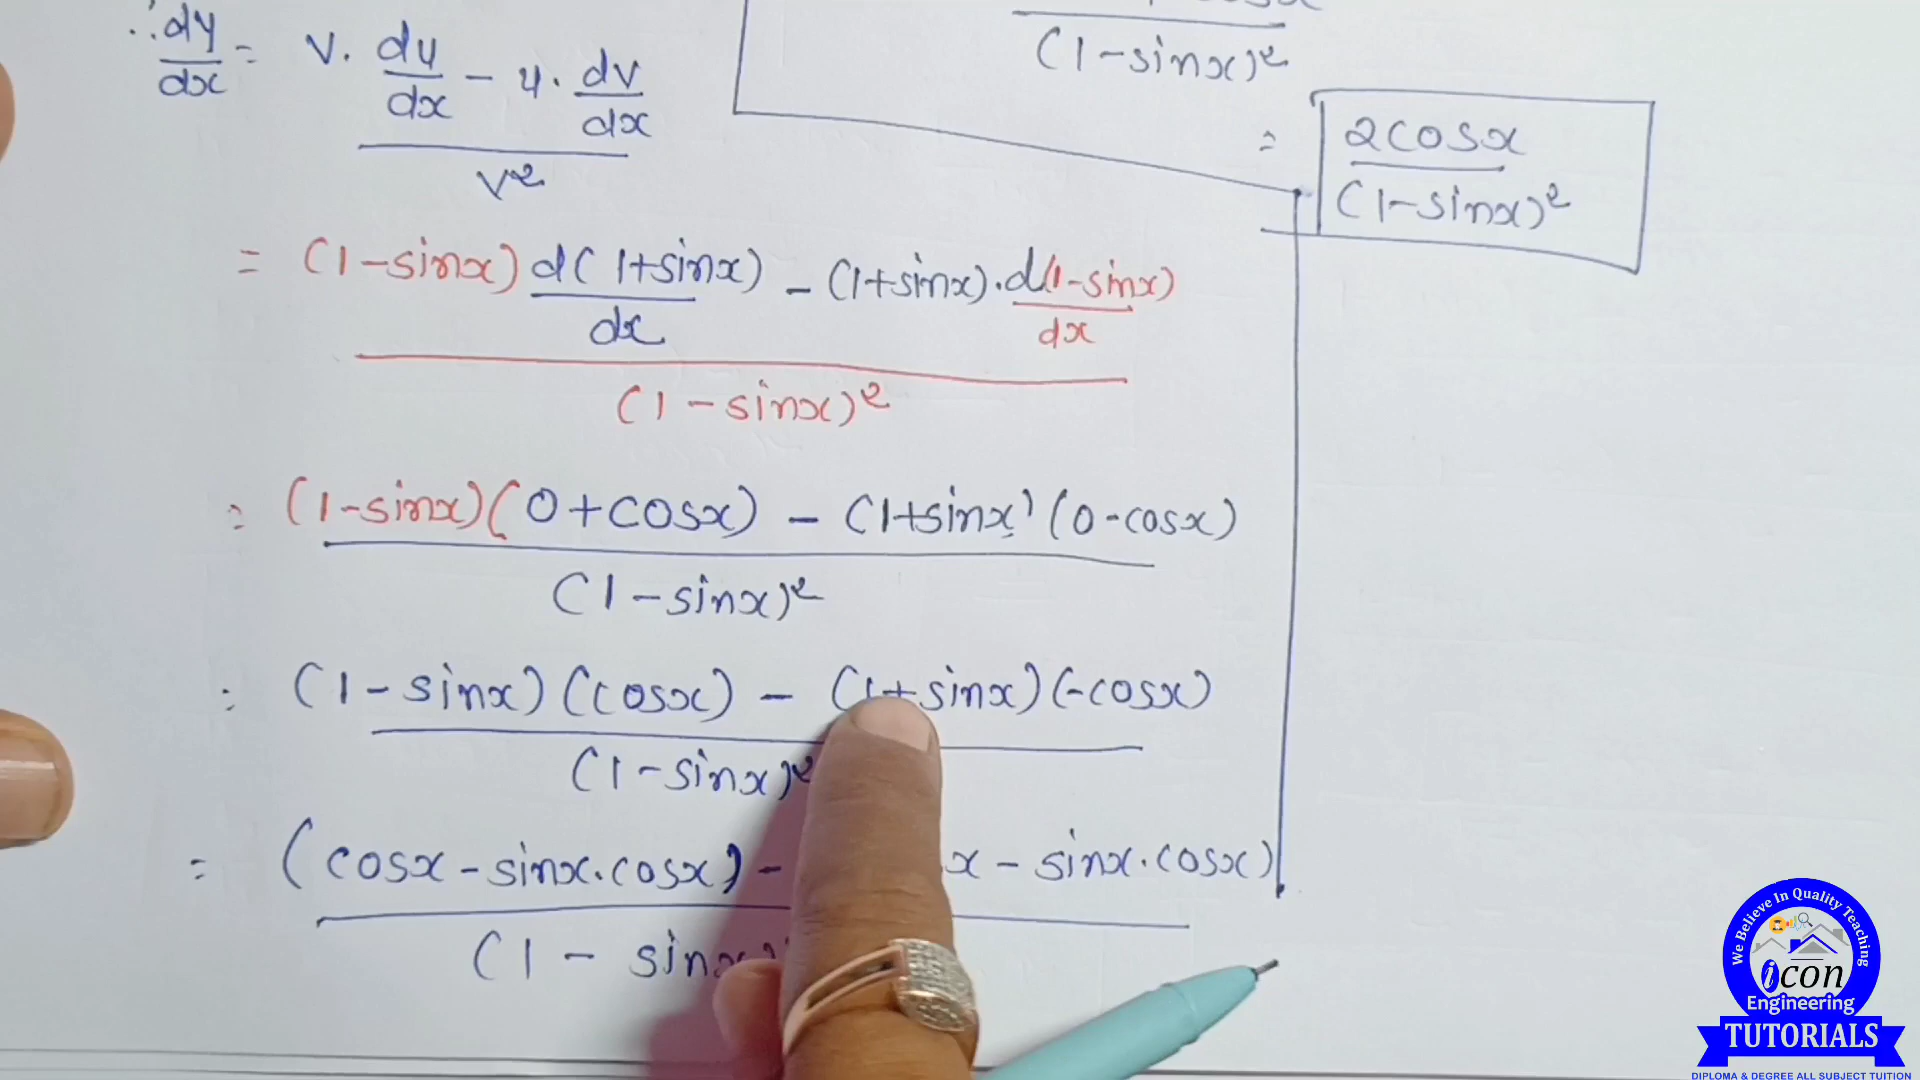 ∴ dy/dx = v. du/dx - u. dv/dx
v²
= (1-sinx) d(1+sinx)/dx - (1+sinx).d(1-sinx)/dx
(1-sinx)²
= (1-sinx)(0+cosx) - (1+sinx)(0-cosx)
(1-sinx)²
= (1-sinx)(cosx) - (1+sinx)(-cosx)
(1-sinx)²
= (cosx-sinx.cosx) - x - sinx.cosx)
(1 - sinx)
(1-sinx)²
= 2cosx
(1-sinx)²
We Believe In Quality Teaching
icon
Engineering
TUTORIALS
DIPLOMA & DEGREE ALL SUBJECT TUITION